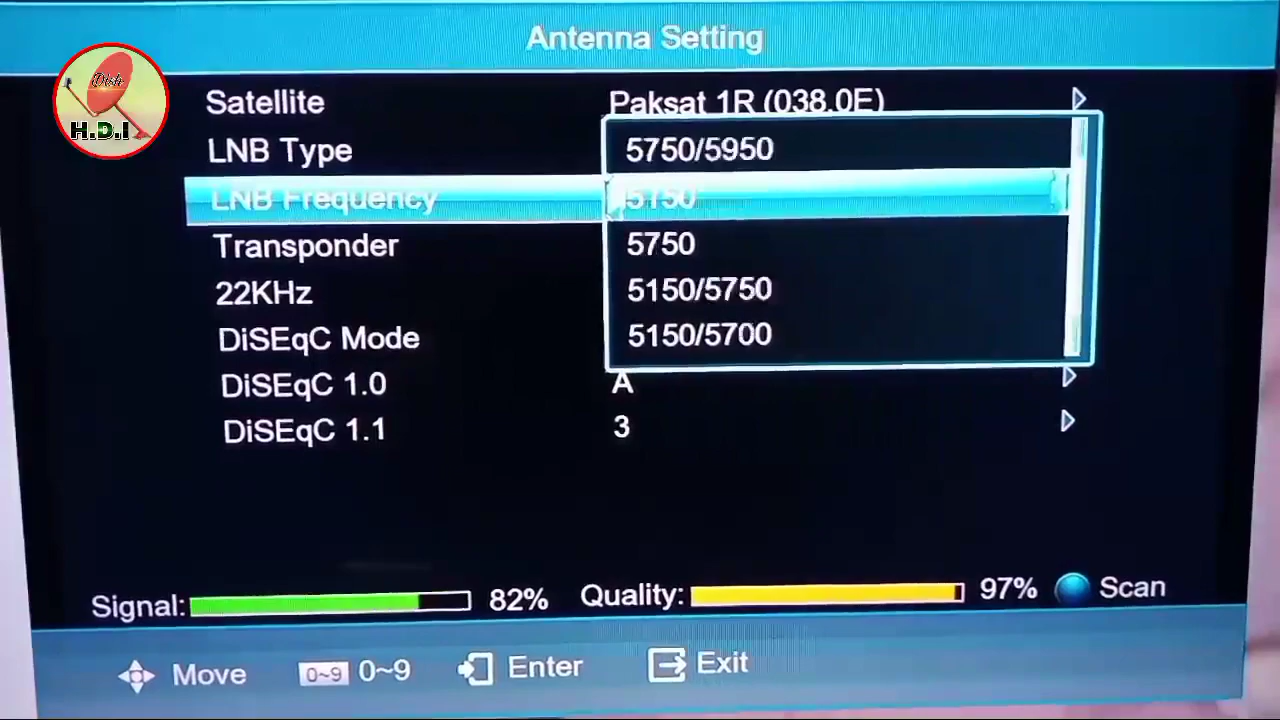 Antenna Setting
Dish
H.D.I
Satellite Paksat 1R (038.0E)
LNB Type 5750/5950
LNB Frequency 5750
Transponder 5750
22KHz 5150/5750
DiSEqC Mode 5150/5700
DiSEqC 1.0 A
DiSEqC 1.1 3
Signal: 82% Quality: 97% Scan
Move 0~9 0~9 Enter Exit